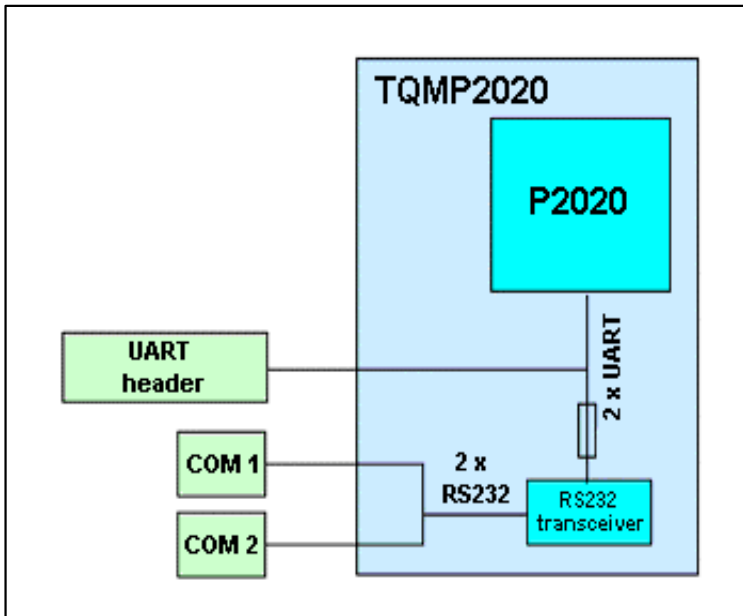 TQMP2020
P2020
UART
header
2 x UART
COM 1
2 x
RS232
RS232
transceiver
COM 2